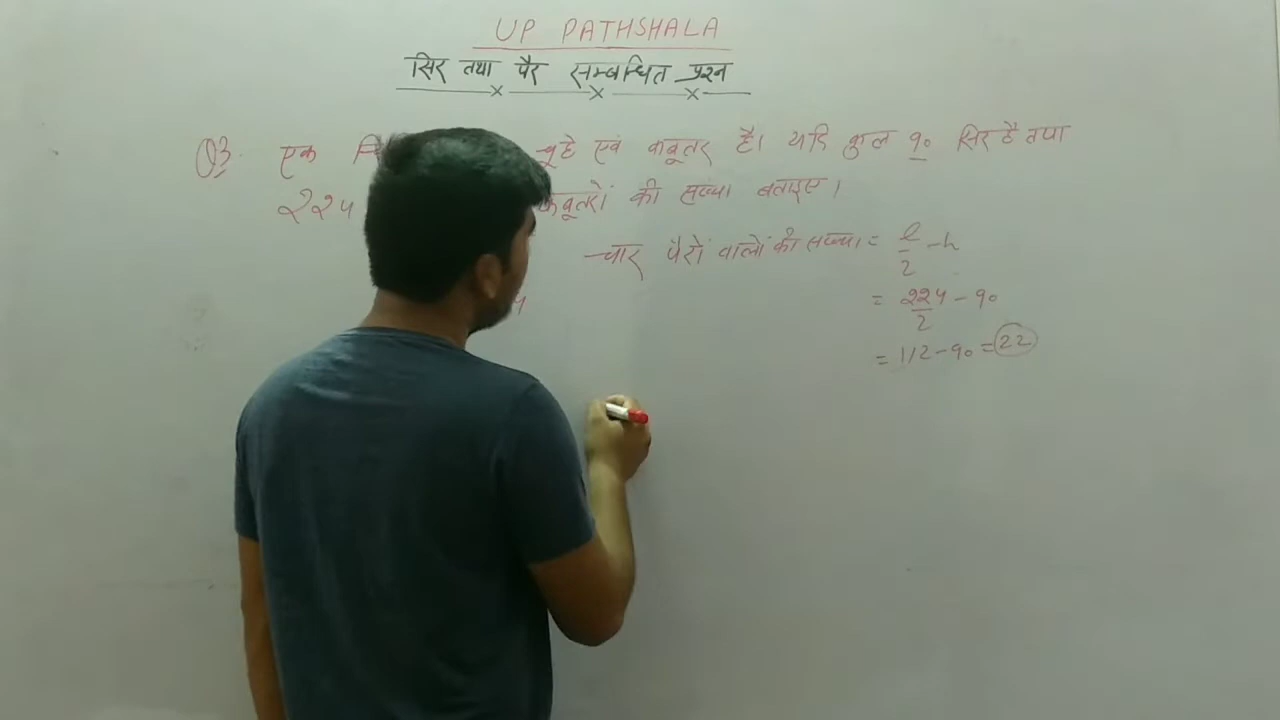 UP PATHSHALA
सिर तथा पैर सम्बन्धित प्रश्न
Q3 एक चूहे एवं कबूतर है। यदि कुल 90 सिर है तथा
224 कबूतरों की संख्या बताइए।
चार पैरों वालों की संख्या = l/2 - h
= 224/2 - 90
= 112 - 90 = 22